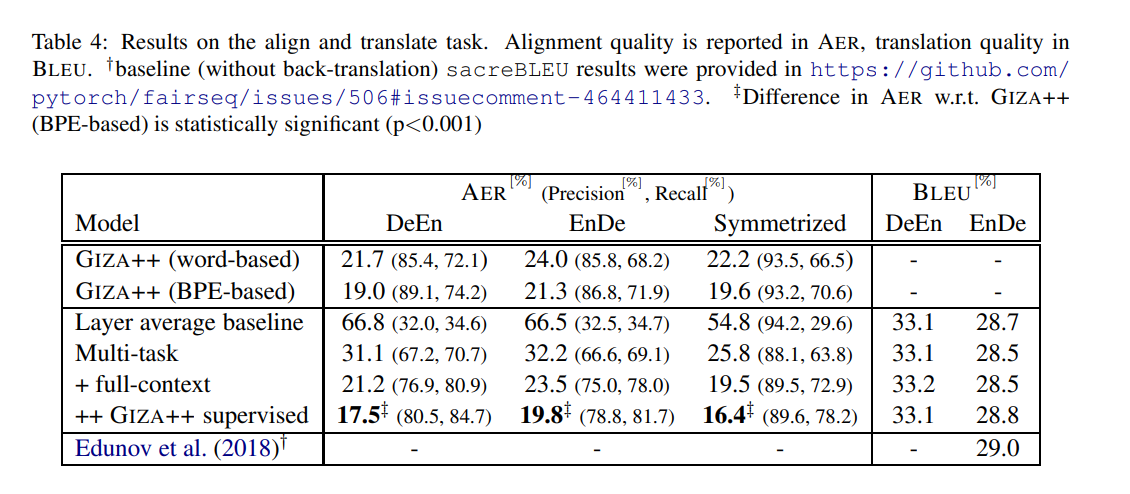 Table 4: Results on the align and translate task. Alignment quality is reported in AER, translation quality in
BLEU. †baseline (without back-translation) sacreBLEU results were provided in https://github.com/
pytorch/fairseq/issues/506#issuecomment-464411433. ‡Difference in AER w.r.t. GIZA++
(BPE-based) is statistically significant (p<0.001)
AER[%] (Precision[%], Recall[%]) BLEU[%]
Model DeEn EnDe Symmetrized DeEn EnDe
GIZA++ (word-based) 21.7 (85.4, 72.1) 24.0 (85.8, 68.2) 22.2 (93.5, 66.5) - -
GIZA++ (BPE-based) 19.0 (89.1, 74.2) 21.3 (86.8, 71.9) 19.6 (93.2, 70.6) - -
Layer average baseline 66.8 (32.0, 34.6) 66.5 (32.5, 34.7) 54.8 (94.2, 29.6) 33.1 28.7
Multi-task 31.1 (67.2, 70.7) 32.2 (66.6, 69.1) 25.8 (88.1, 63.8) 33.1 28.5
+ full-context 21.2 (76.9, 80.9) 23.5 (75.0, 78.0) 19.5 (89.5, 72.9) 33.2 28.5
++ GIZA++ supervised 17.5‡ (80.5, 84.7) 19.8‡ (78.8, 81.7) 16.4‡ (89.6, 78.2) 33.1 28.8
Edunov et al. (2018)† - - - - 29.0